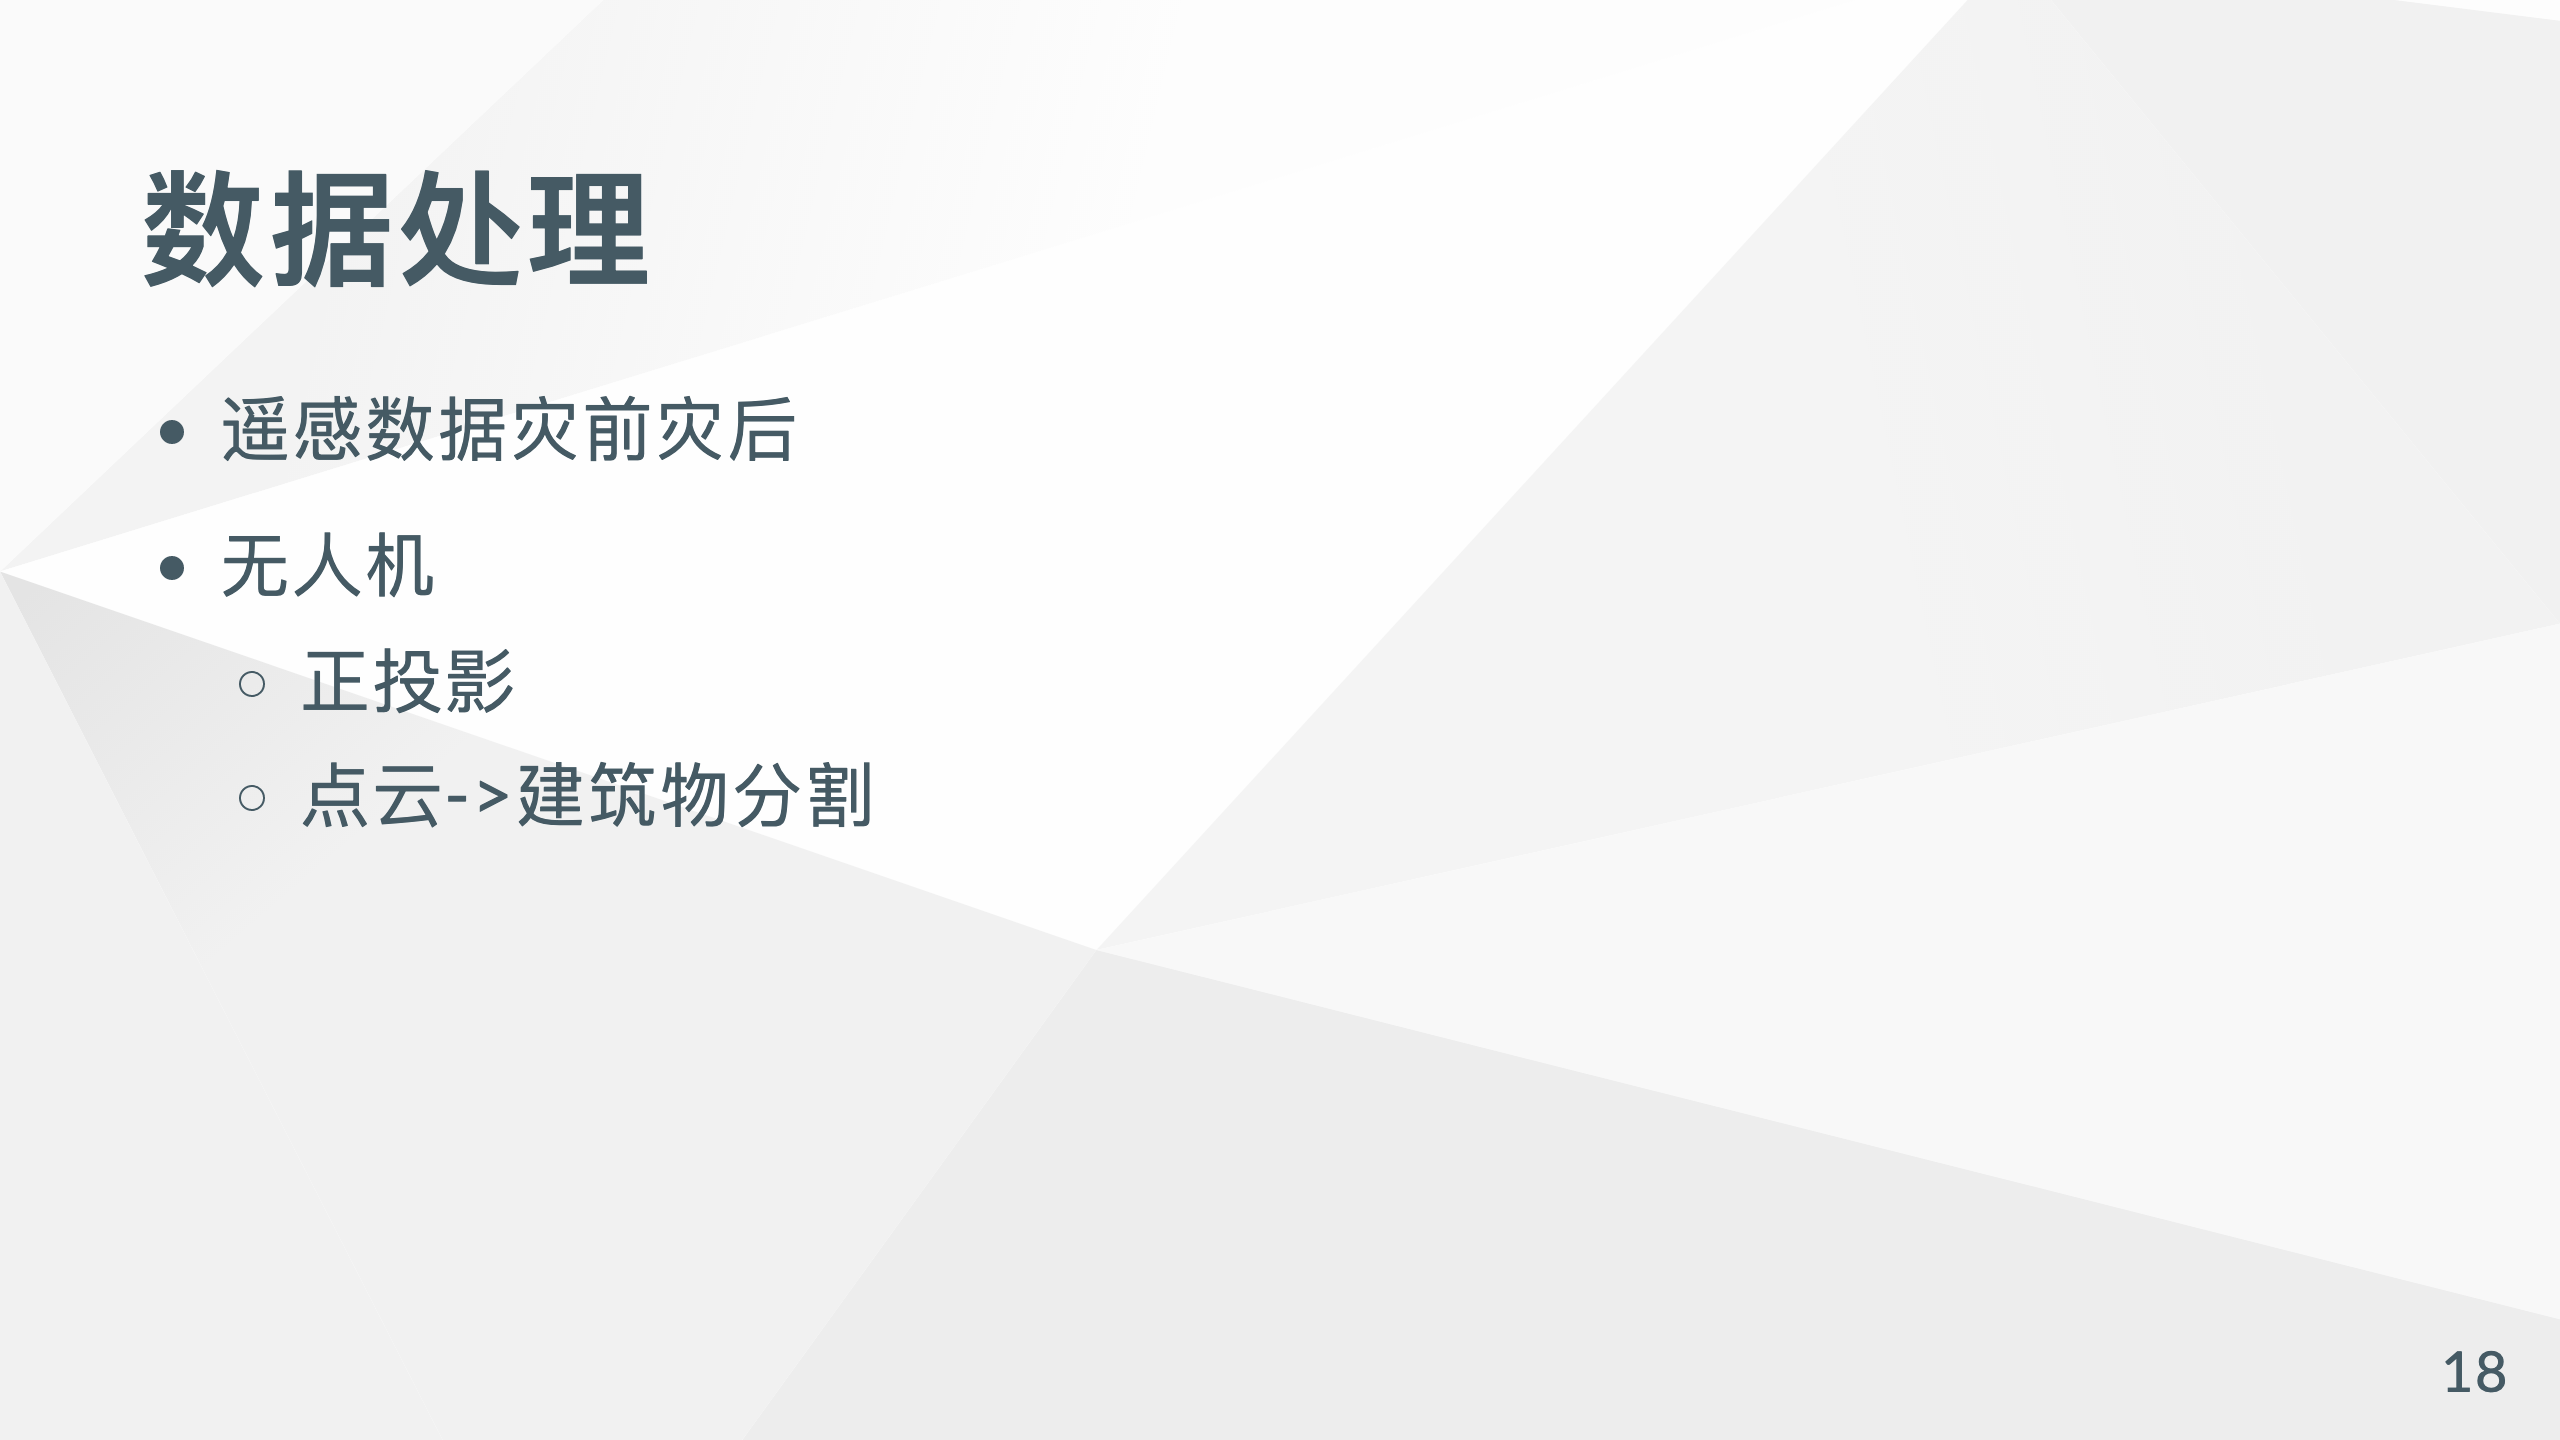 数据处理
• 遥感数据灾前灾后
• 无人机
○ 正投影
○ 点云->建筑物分割
18